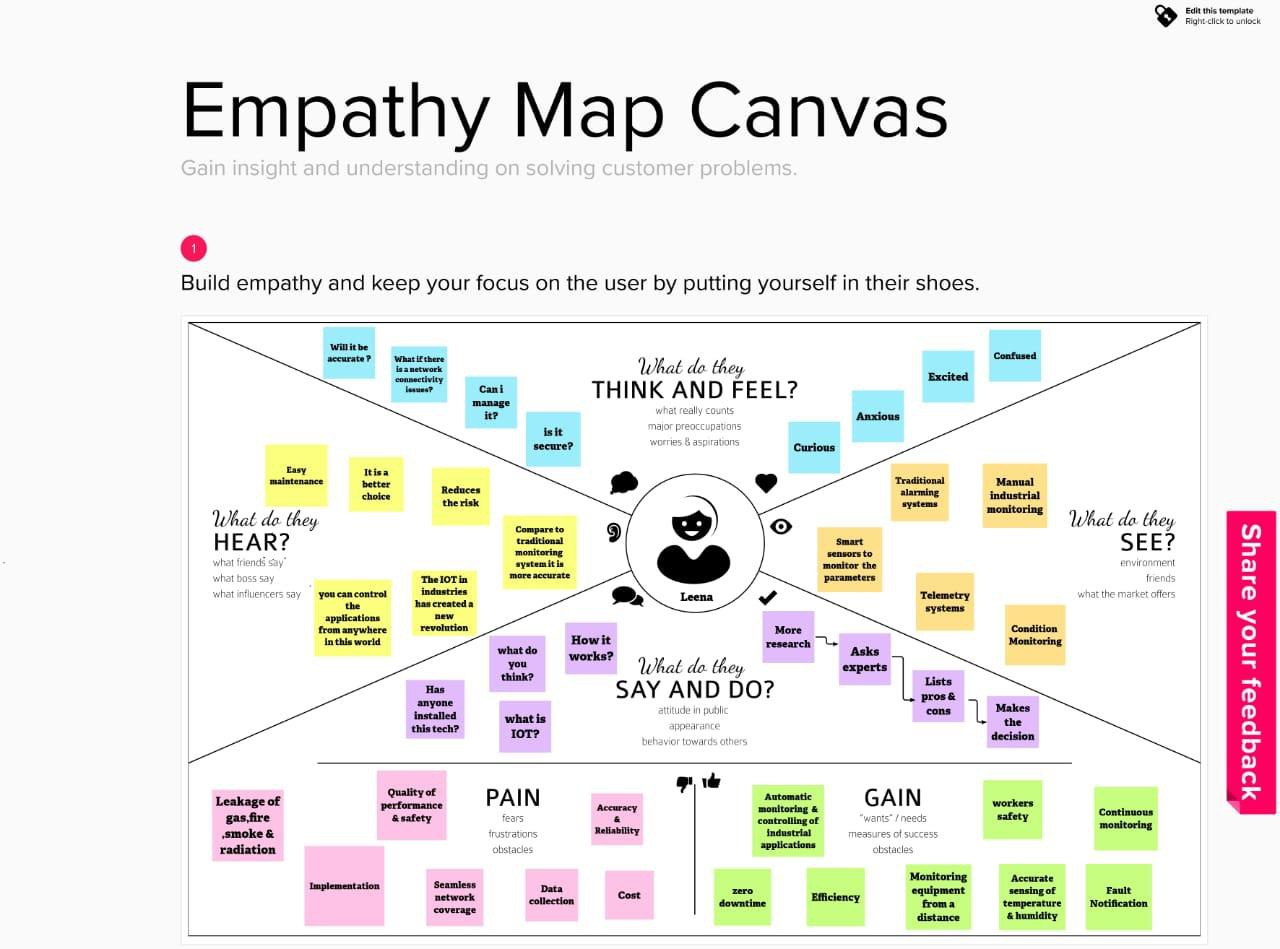 Edit this template
Right-click to unlock
Empathy Map Canvas
Gain insight and understanding on solving customer problems.
1
Build empathy and keep your focus on the user by putting yourself in their shoes.
Will it be
accurate ?
What if there
is a network
connectivity
issues?
Can i
manage
it?
is it
secure?
What do they
THINK AND FEEL?
what really counts
major preoccupations
worries & aspirations
Curious
Anxious
Excited
Confused
Easy
maintenance
It is a
better
choice
Reduces
the risk
Compare to
traditional
monitoring
system it is
more accurate
What do they
HEAR?
what friends say
what boss say
what influencers say
you can control
the
applications
from anywhere
in this world
The IOT in
industries
has created a
new
revolution
Leena
Traditional
alarming
systems
Manual
industrial
monitoring
Smart
sensors to
monitor the
parameters
What do they
SEE?
environment
friends
what the market offers
Telemetry
systems
Condition
Monitoring
How it
works?
what do
you
think?
Has
anyone
installed
this tech?
what is
IOT?
What do they
SAY AND DO?
attitude in public
appearance
behavior towards others
More
research
Asks
experts
Lists
pros &
cons
Makes
the
decision
Leakage of
gas,fire
,smoke &
radiation
Quality of
performance
& safety
PAIN
fears
frustrations
obstacles
Accuracy
&
Reliability
Implementation
Seamless
network
coverage
Data
collection
Cost
Automatic
monitoring &
controlling of
industrial
applications
GAIN
"wants" / needs
measures of success
obstacles
workers
safety
Continuous
monitoring
zero
downtime
Efficiency
Monitoring
equipment
from a
distance
Accurate
sensing of
temperature
& humidity
Fault
Notification
Share your feedback